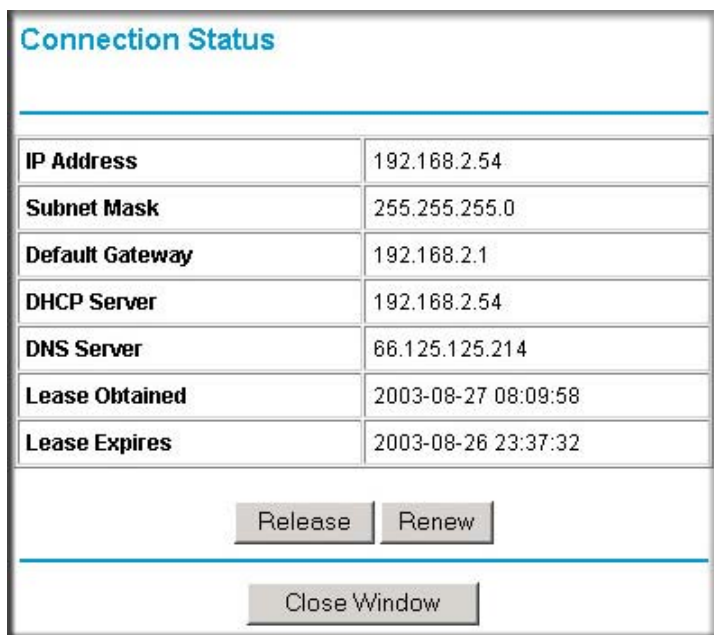 Connection Status
IP Address 192.168.2.54
Subnet Mask 255.255.255.0
Default Gateway 192.168.2.1
DHCP Server 192.168.2.54
DNS Server 66.125.125.214
Lease Obtained 2003-08-27 08:09:58
Lease Expires 2003-08-26 23:37:32
Release Renew
Close Window